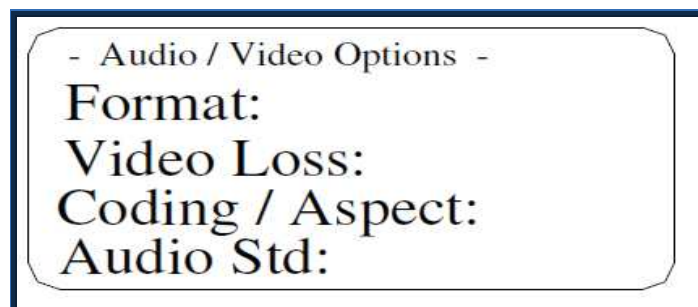 - Audio / Video Options -
Format:
Video Loss:
Coding / Aspect:
Audio Std: